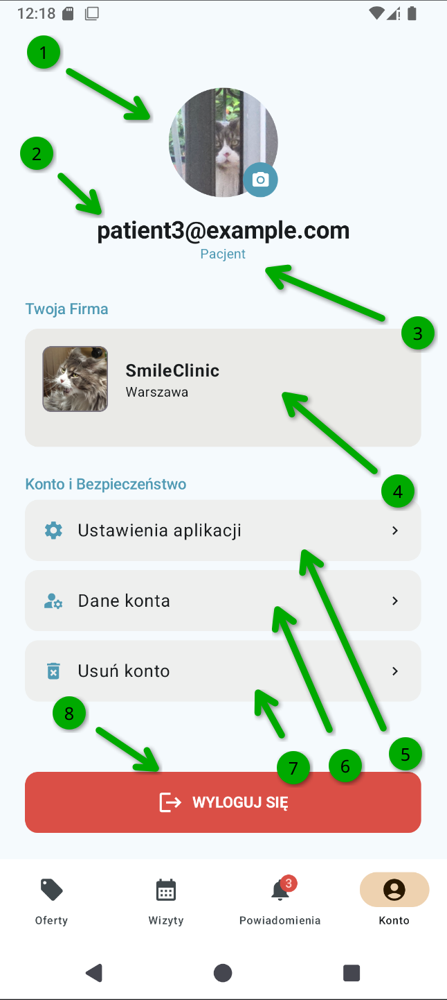 12:18
1
2
patient3@example.com
Pacjent
3
Twoja Firma
SmileClinic
Warszawa
4
Konto i Bezpieczeństwo
Ustawienia aplikacji
Dane konta
Usuń konto
8
7
6
5
WYLOGUJ SIĘ
3
Oferty
Wizyty
Powiadomienia
Konto